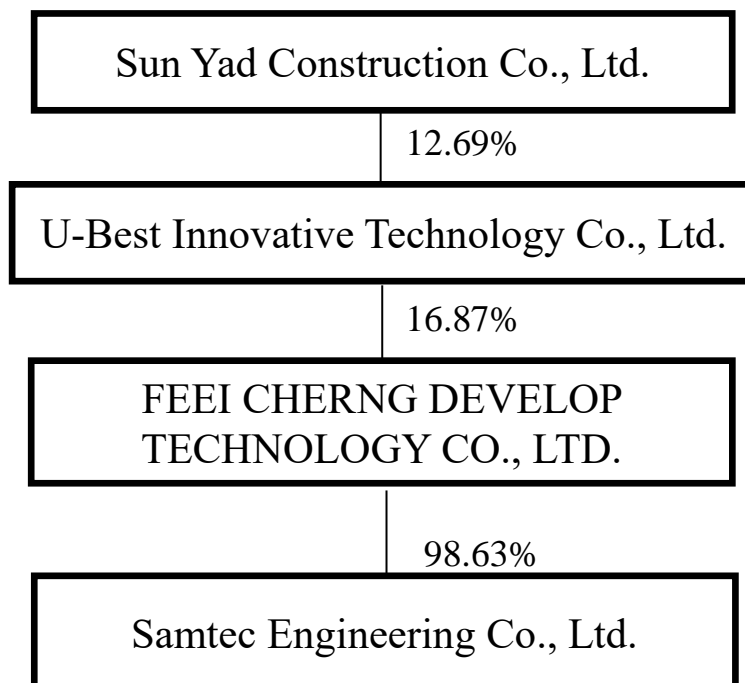 Sun Yad Construction Co., Ltd.
12.69%
U-Best Innovative Technology Co., Ltd.
16.87%
FEEI CHERNG DEVELOP
TECHNOLOGY CO., LTD.
98.63%
Samtec Engineering Co., Ltd.